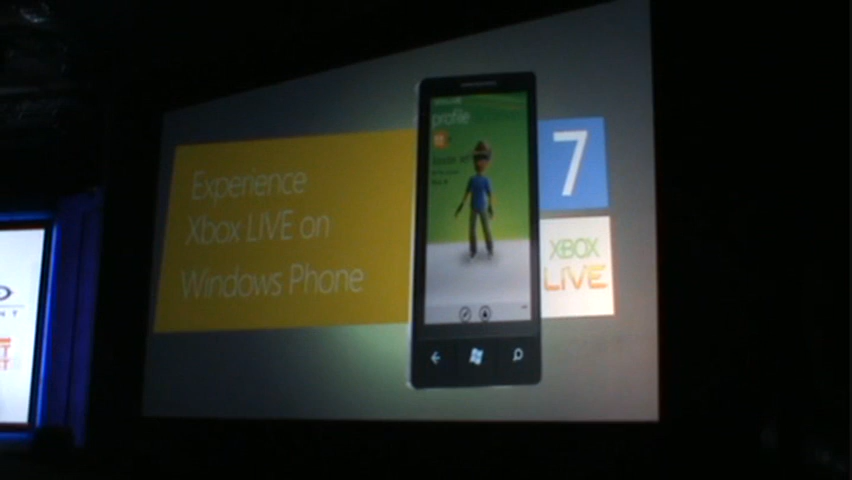 Experience
Xbox LIVE on
Windows Phone
profile
7
XBOX
LIVE